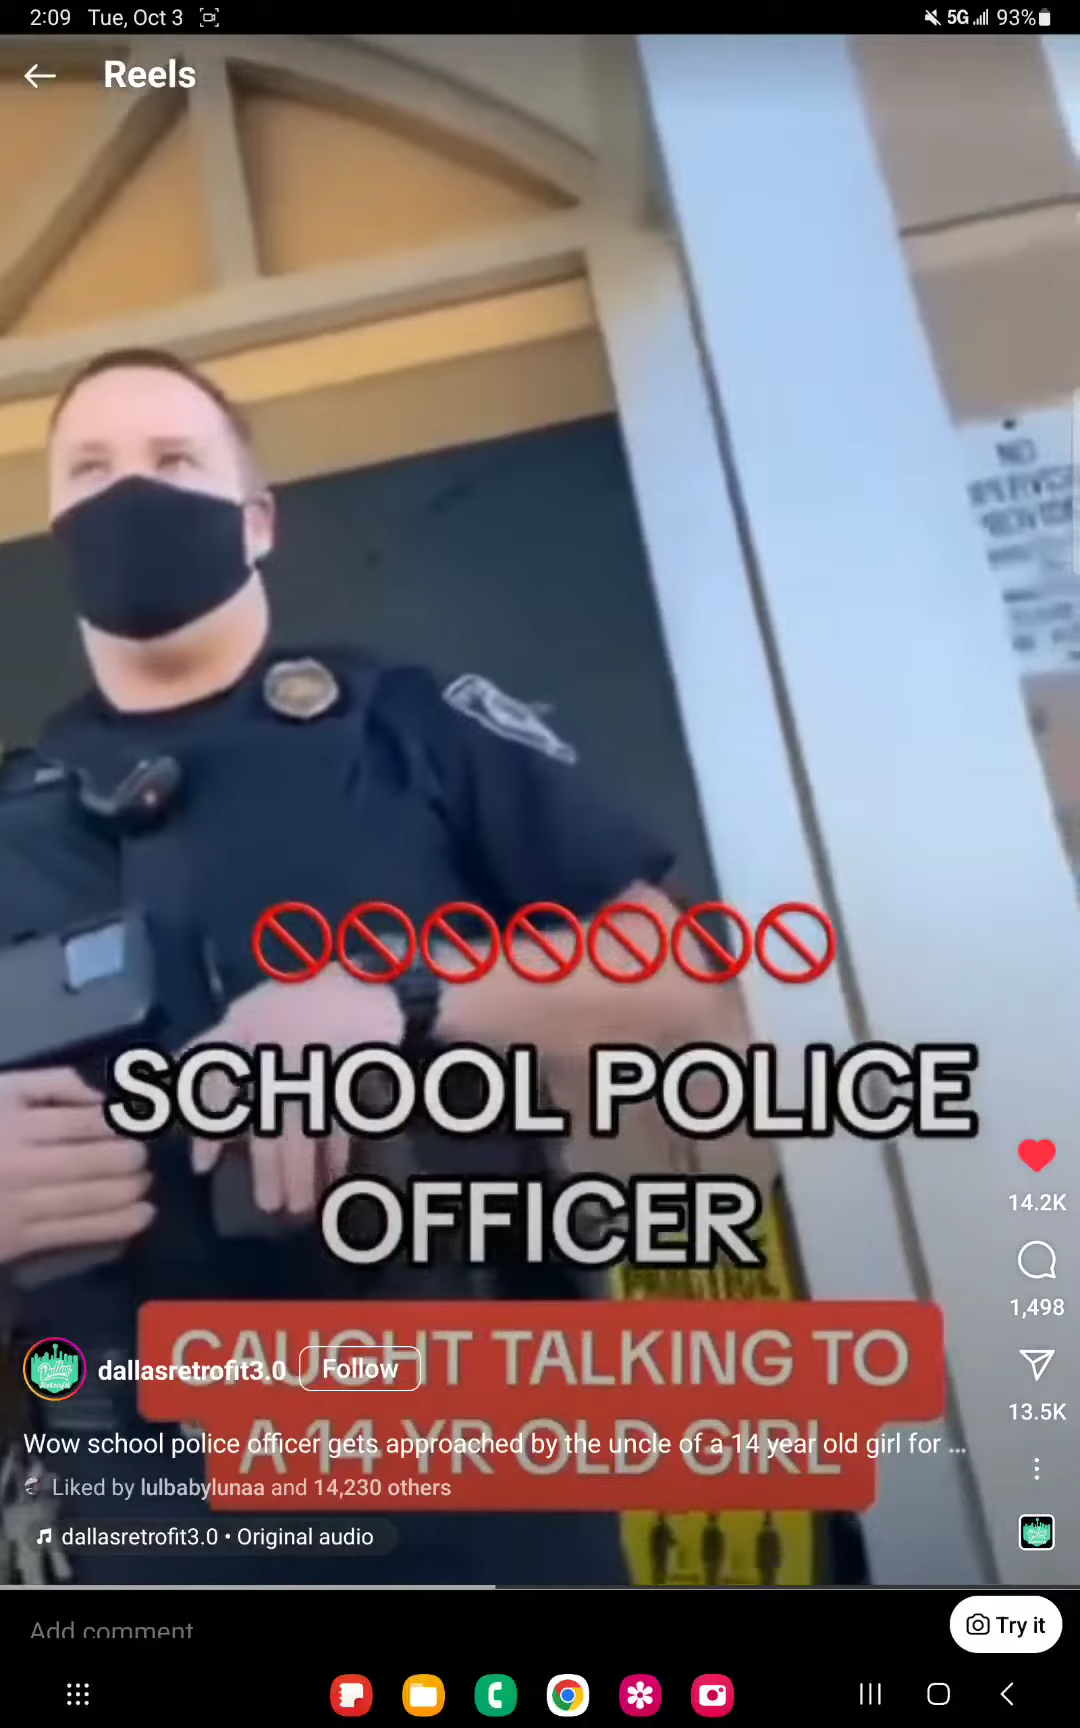 2:09 Tue, Oct 3 5G 93%
Reels
NO
SCHOOL POLICE
OFFICER
CAUGHT TALKING TO
A 14 YR OLD GIRL
14.2K
1,498
13.5K
dallasretrofit3.0 Follow
Wow school police officer gets approached by the uncle of a 14 year old girl for ...
Liked by lulbabylunaa and 14,230 others
dallasretrofit3.0 • Original audio
Add comment
Try it